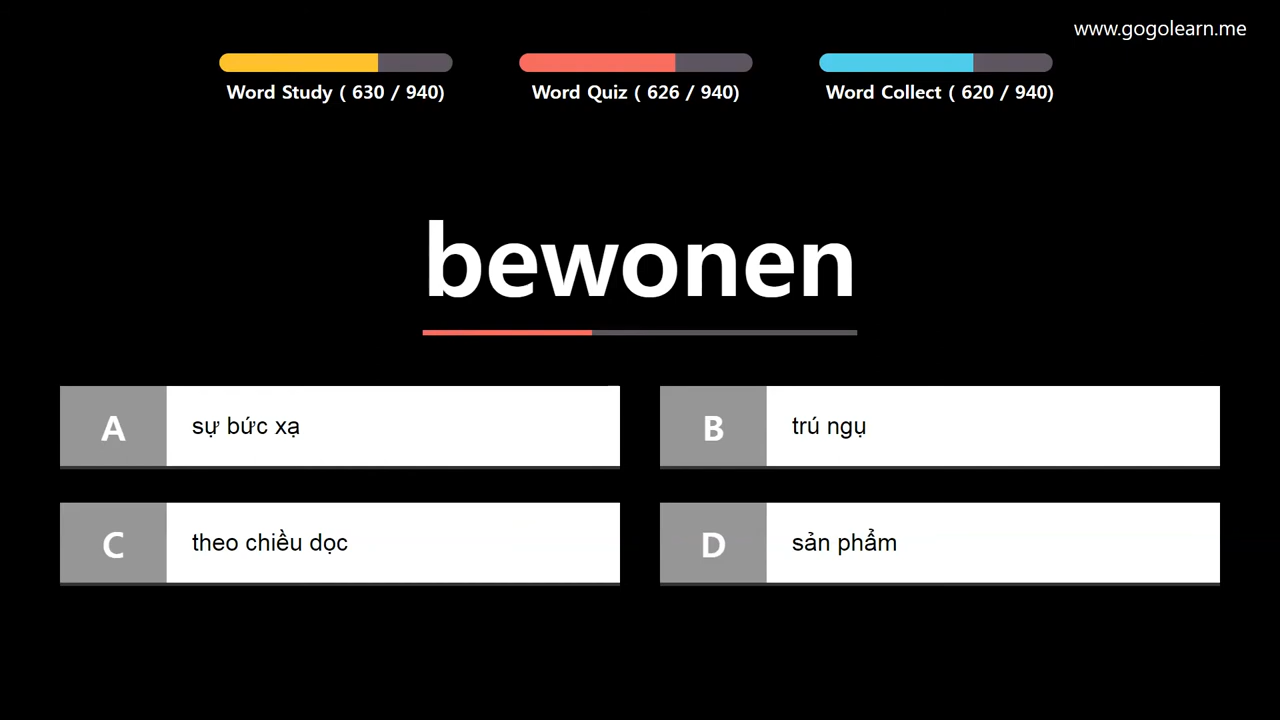 www.gogolearn.me
Word Study ( 630 / 940)
Word Quiz ( 626 / 940)
Word Collect ( 620 / 940)
bewonen
A
sự bức xạ
B
trú ngụ
C
theo chiều dọc
D
sản phẩm